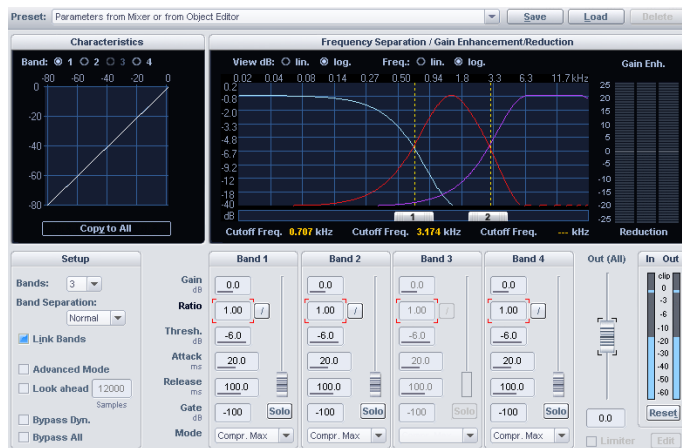 Preset: Parameters from Mixer or from Object Editor Save Load Delete
Characteristics
Band: 1 2 3 4
-80 -60 -40 -20 0
0
-20
-40
-60
-80
Copy to All
Frequency Separation / Gain Enhancement/Reduction
View dB: lin. log. Freq.: lin. log.
0.02 0.04 0.08 0.14 0.27 0.50 0.94 1.8 3.3 6.3 11.7 kHz
0.2
-0.8
-2.0
-3.3
-4.8
-6.7
-9.2
-12
-18
-40
dB
1 2
Cutoff Freq. 0.707 kHz Cutoff Freq. 3.174 kHz Cutoff Freq. --- kHz
Gain Enh.
25
20
15
10
5
0
-5
-10
-15
-20
-25
Reduction
Setup
Bands: 3
Band Separation:
Normal
Link Bands
Advanced Mode
Look ahead 12000
Samples
Bypass Dyn.
Bypass All
Band 1 Band 2 Band 3 Band 4
Gain dB 0.0 0.0 0.0 0.0
Ratio 1.00 / 1.00 / 1.00 / 1.00 /
Thresh. dB -6.0 -6.0 -6.0 -6.0
Attack ms 20.0 20.0 20.0 20.0
Release ms 100.0 100.0 100.0 100.0
Gate dB -100 Solo -100 Solo -100 Solo -100 Solo
Mode Compr. Max Compr. Max Compr. Max
Out (All)
0.0
Limiter
In Out
clip
0
-3
-6
-10
-20
-30
-40
-50
-60
Reset
Edit